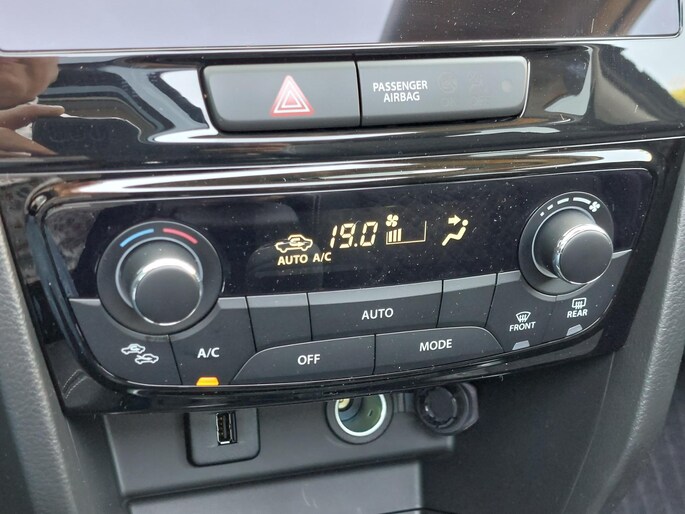 PASSENGER
AIRBAG
19.0
AUTO A/C
AUTO
FRONT
REAR
A/C
OFF
MODE